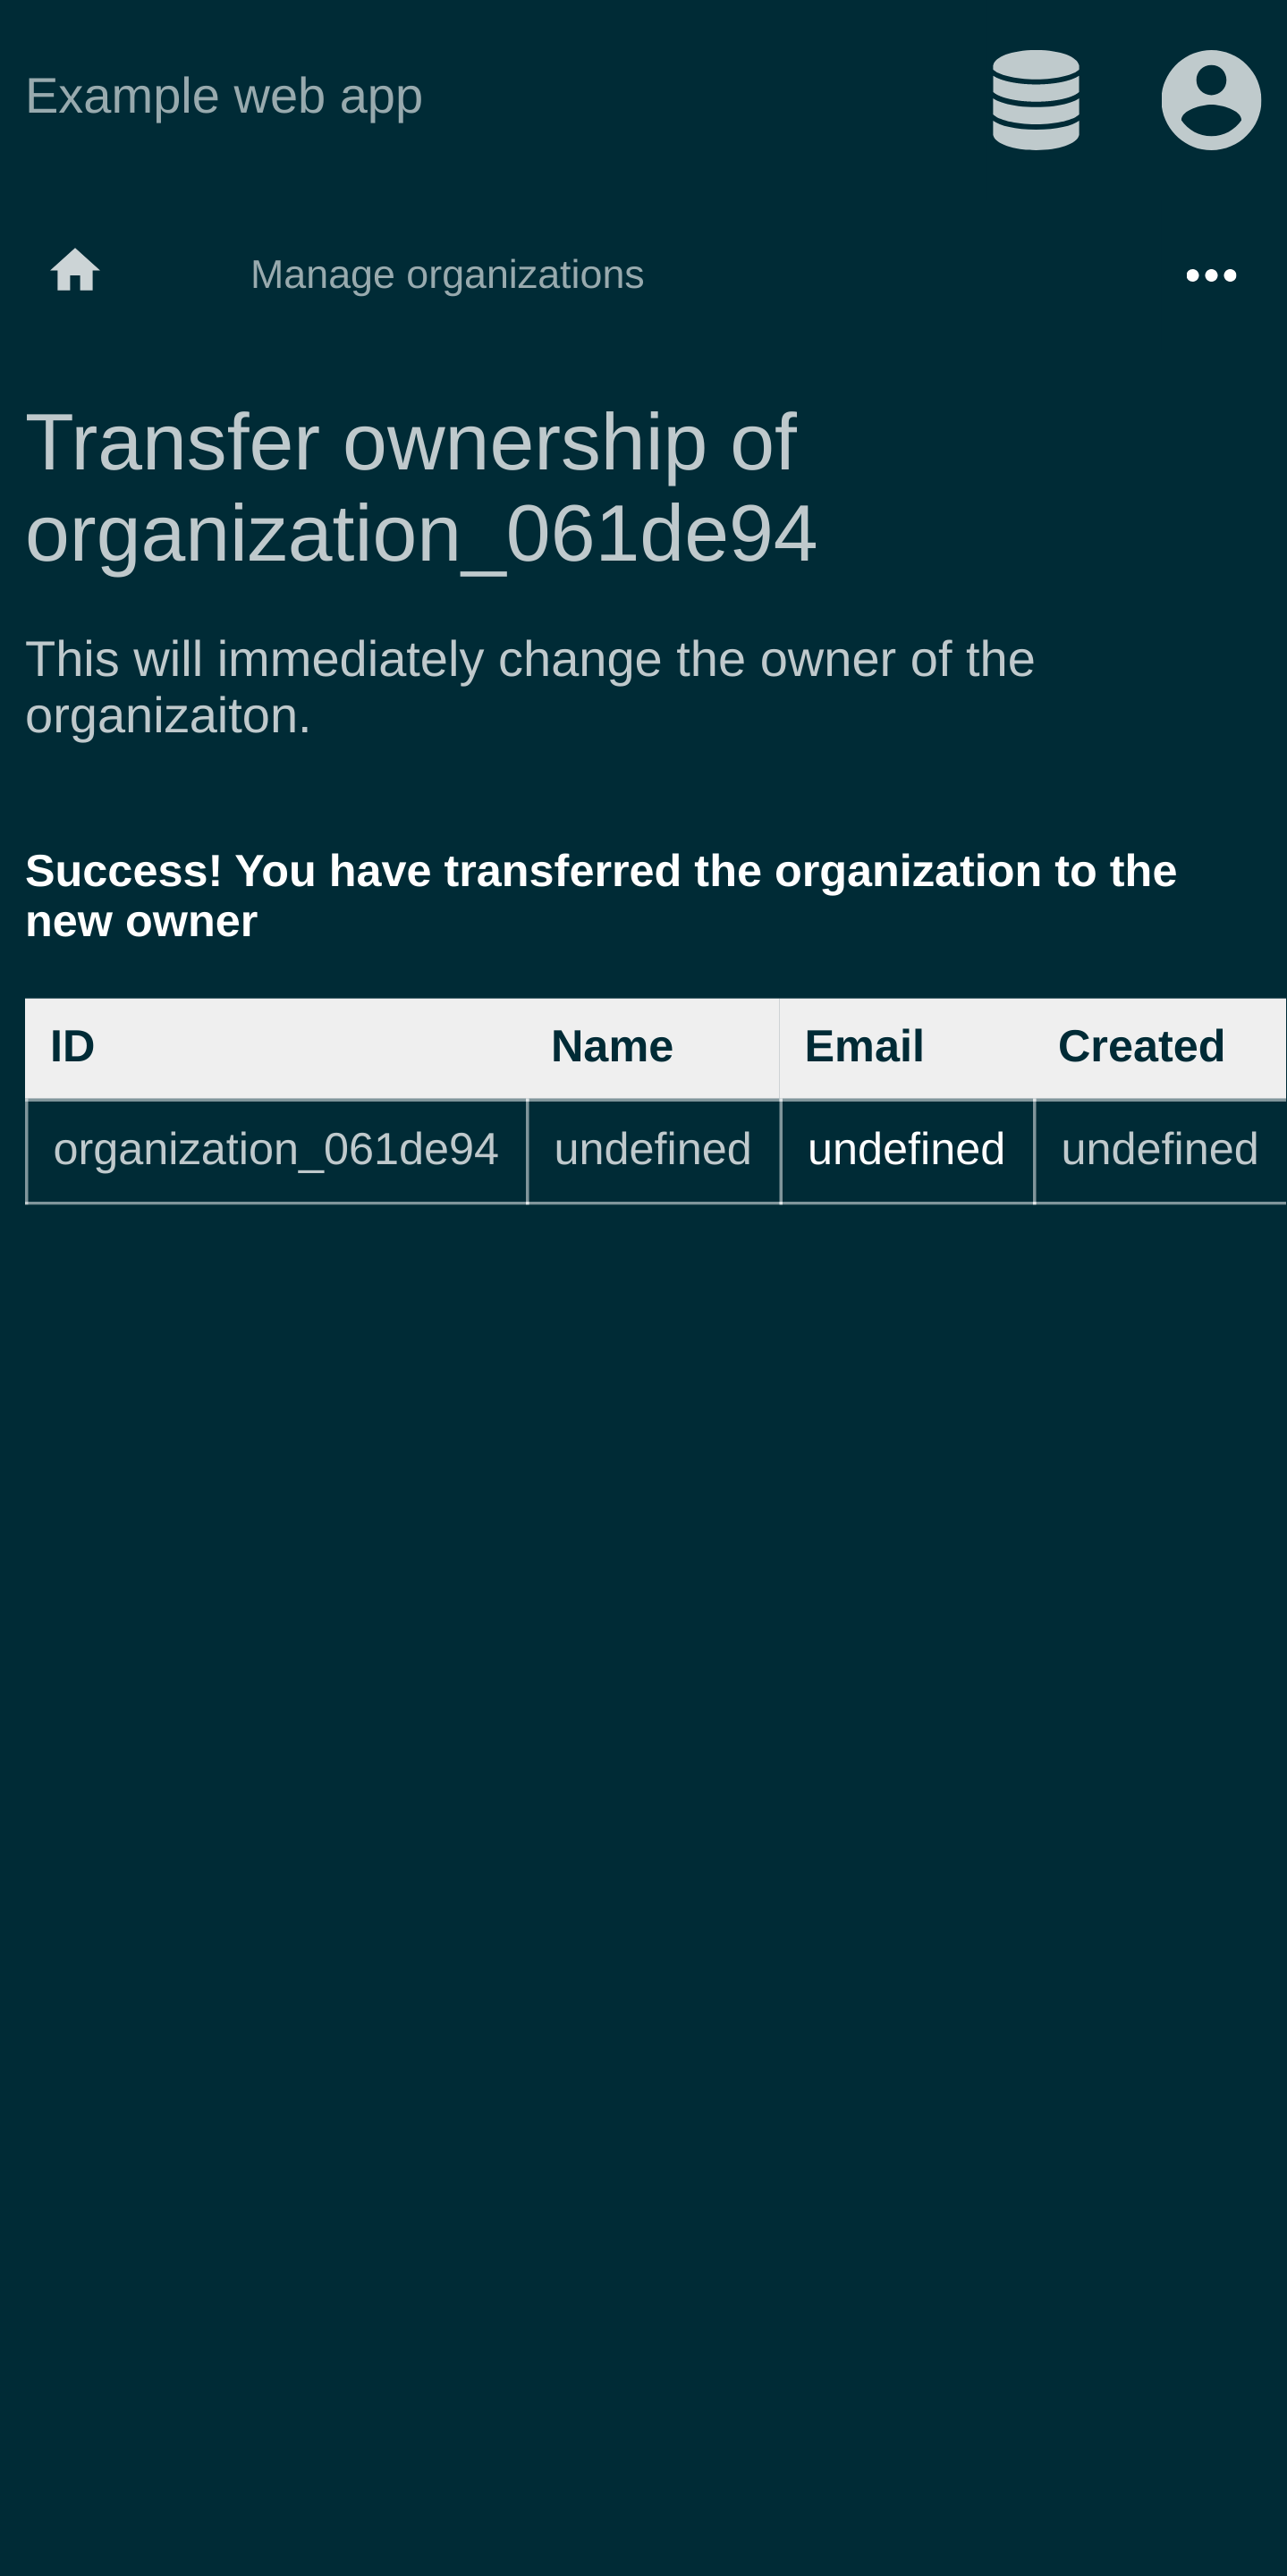 Example web app
Manage organizations
Transfer ownership of
organization_061de94
This will immediately change the owner of the
organizaiton.
Success! You have transferred the organization to the
new owner
ID Name Email Created
organization_061de94 undefined undefined undefined